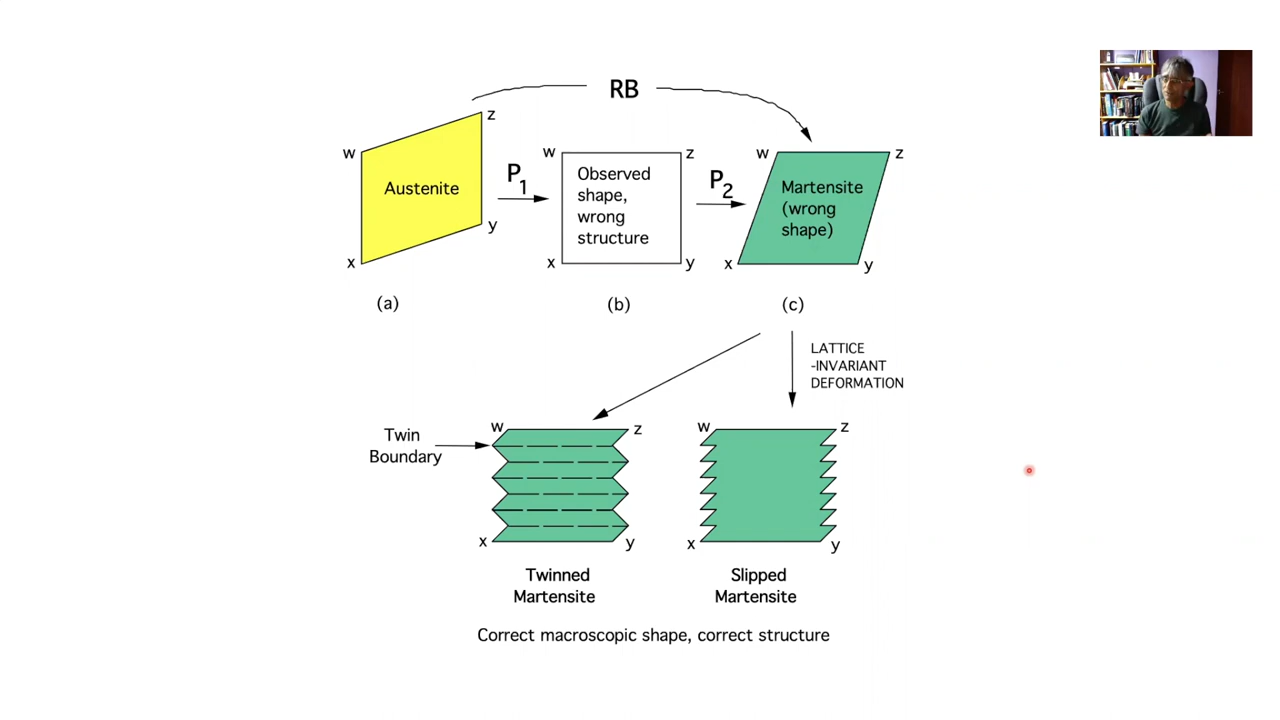 RB
w
z
Austenite
x
y
(a)
P1
w
z
Observed
shape,
wrong
structure
x
y
(b)
P2
w
z
Martensite
(wrong
shape)
x
y
(c)
LATTICE
-INVARIANT
DEFORMATION
Twin
Boundary
w
z
x
y
Twinned
Martensite
w
z
x
y
Slipped
Martensite
Correct macroscopic shape, correct structure